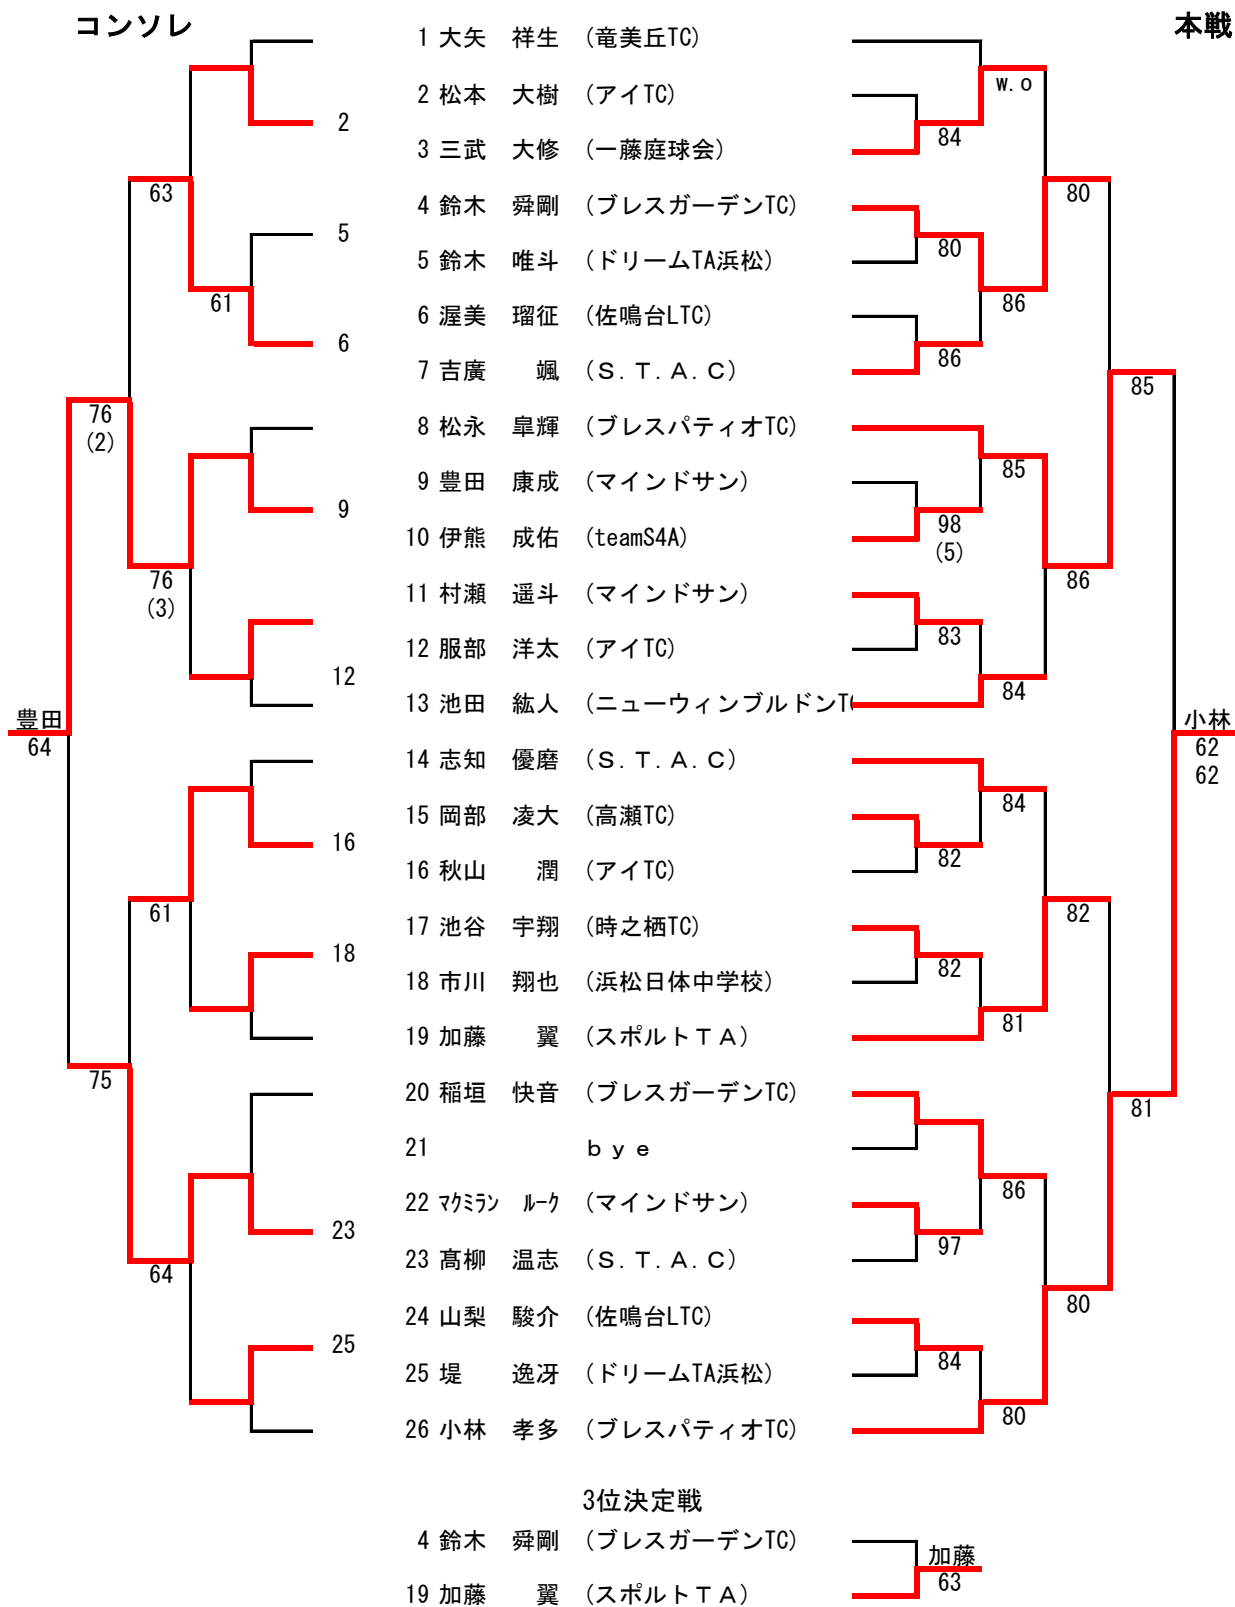 コンソレ
本戦
1 大矢 祥生 (竜美丘TC)
w.o
2 松本 大樹 (アイTC)
2
84
3 三武 大修 (一藤庭球会)
63
80
4 鈴木 舜剛 (ブレスガーデンTC)
5
80
5 鈴木 唯斗 (ドリームTA浜松)
61
86
6 渥美 瑠征 (佐鳴台LTC)
6
86
7 吉廣 颯 (S.T.A.C)
85
76
(2)
8 松永 皐輝 (ブレスパティオTC)
85
9 豊田 康成 (マインドサン)
9
98
(5)
10 伊熊 成佑 (teamS4A)
76
(3)
86
11 村瀬 遥斗 (マインドサン)
83
12 服部 洋太 (アイTC)
12
84
13 池田 紘人 (ニューウィンブルドンT
豊田
64
小林
62
62
14 志知 優磨 (S.T.A.C)
84
15 岡部 凌大 (高瀬TC)
16
82
16 秋山 潤 (アイTC)
61
82
17 池谷 宇翔 (時之栖TC)
18
82
18 市川 翔也 (浜松日体中学校)
81
19 加藤 翼 (スポルトTA)
75
81
20 稲垣 快音 (ブレスガーデンTC)
21 bye
86
22 マクミラン ルーク (マインドサン)
23
97
23 髙柳 温志 (S.T.A.C)
64
80
24 山梨 駿介 (佐鳴台LTC)
25
84
25 堤 逸冴 (ドリームTA浜松)
80
26 小林 孝多 (ブレスパティオTC)
3位決定戦
4 鈴木 舜剛 (ブレスガーデンTC)
加藤
63
19 加藤 翼 (スポルトTA)